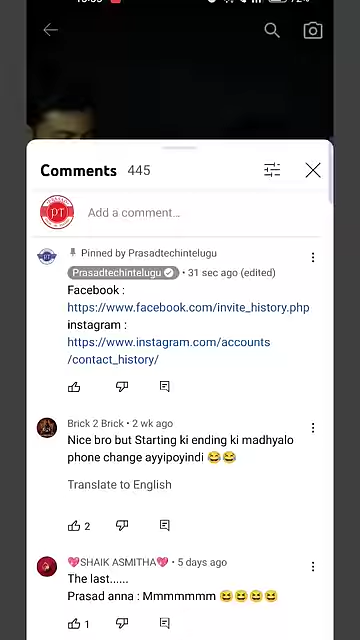 Comments 445
PT
Add a comment...
Pinned by Prasadtechintelugu
Prasadtechintelugu • 31 sec ago (edited)
Facebook :
https://www.facebook.com/invite_history.php
instagram :
https://www.instagram.com/accounts
/contact_history/
Brick 2 Brick • 2 wk ago
Nice bro but Starting ki ending ki madhyalo
phone change ayyipoyindi 😂😂
Translate to English
2
💖SHAIK ASMITHA💖 • 5 days ago
The last......
Prasad anna : Mmmmmmm 😆😆😆😆
1